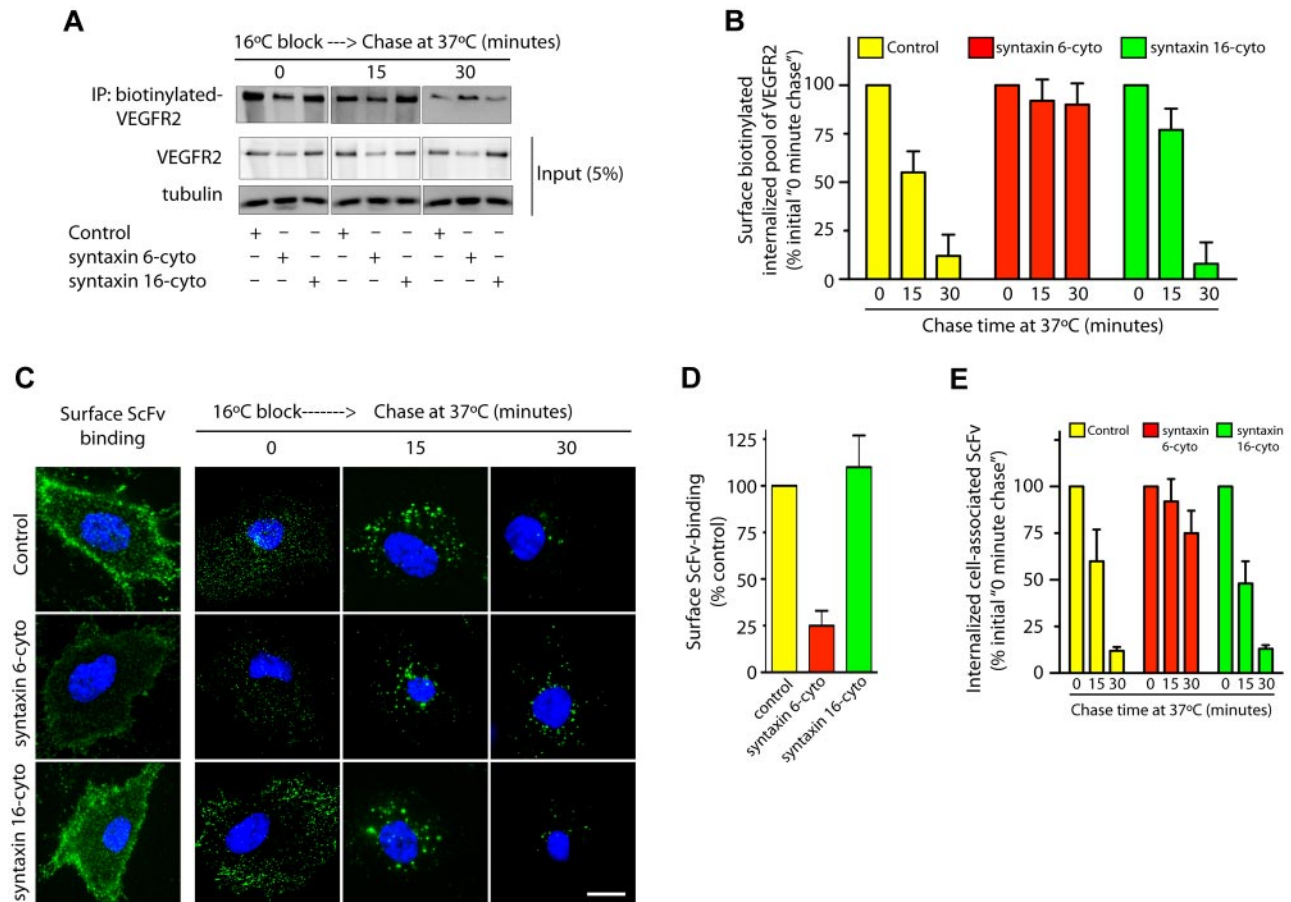 A
16ºC block ---> Chase at 37ºC (minutes)
0 15 30
IP: biotinylated-
VEGFR2
VEGFR2
tubulin
Input (5%)
Control + – – + – – + – –
syntaxin 6-cyto – + – – + – – + –
syntaxin 16-cyto – – + – – + – – +
B
Control syntaxin 6-cyto syntaxin 16-cyto
Surface biotinylated
internalized pool of VEGFR2
(% initial “0 minute chase”)
100
75
50
25
0
0 15 30 0 15 30 0 15 30
Chase time at 37ºC (minutes)
C
Surface ScFv
binding
16ºC block-------> Chase at 37ºC (minutes)
0 15 30
Control
syntaxin 6-cyto
syntaxin 16-cyto
D
Surface ScFv-binding
(% control)
125
100
75
50
25
0
control
syntaxin 6-cyto
syntaxin 16-cyto
E
Control syntaxin
6-cyto
syntaxin
16-cyto
Internalized cell-associated ScFv
(% initial “0 minute chase”)
100
75
50
25
0
0 15 30 0 15 30 0 15 30
Chase time at 37ºC (minutes)